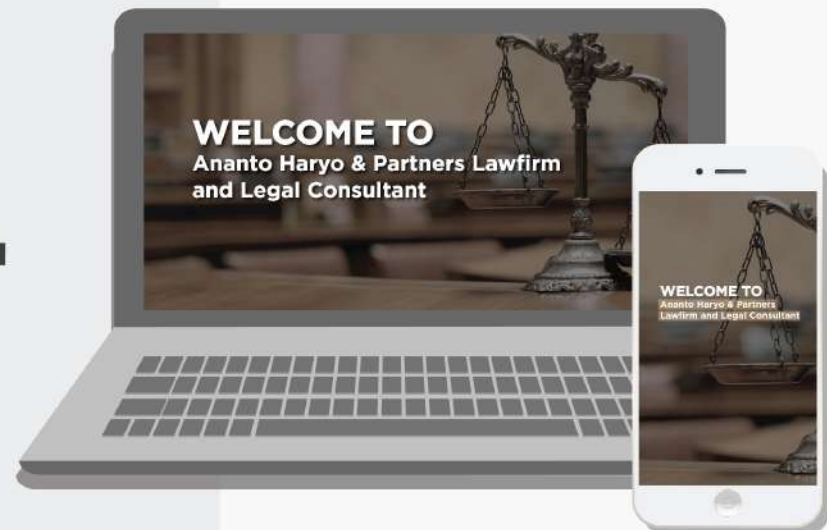 WELCOME TO
Ananto Haryo & Partners Lawfirm
and Legal Consultant
WELCOME TO
Ananto Haryo & Partners
Lawfirm and Legal Consultant